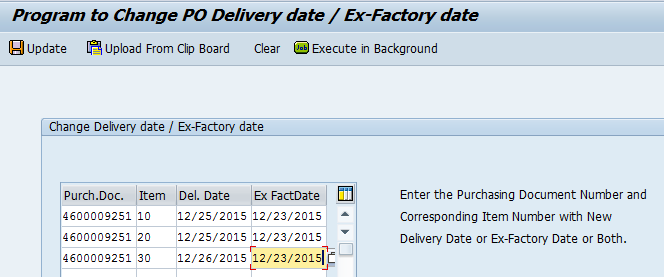 Program to Change PO Delivery date / Ex-Factory date
Update Upload From Clip Board Clear Job Execute in Background
Change Delivery date / Ex-Factory date
Purch.Doc. Item Del. Date Ex FactDate
4600009251 10 12/25/2015 12/23/2015
4600009251 20 12/25/2015 12/23/2015
4600009251 30 12/26/2015 12/23/2015
Enter the Purchasing Document Number and
Corresponding Item Number with New
Delivery Date or Ex-Factory Date or Both.